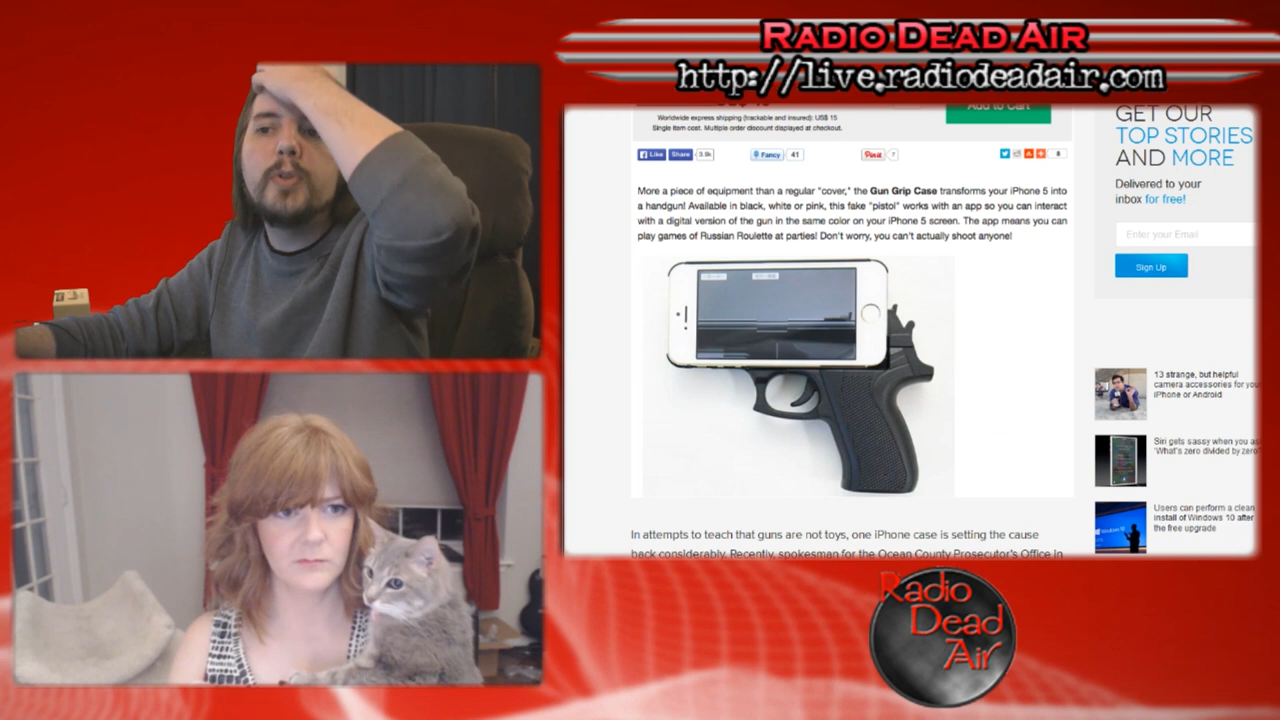 Radio Dead Air
http://live.radiodeadair.com
Add to Cart
Worldwide express shipping (trackable and insured): US$ 15
Single item cost. Multiple order discount displayed at checkout.
Like Share 3.9k Fancy 41 Pin it ? 8
More a piece of equipment than a regular "cover," the Gun Grip Case transforms your iPhone 5 into
a handgun! Available in black, white or pink, this fake "pistol" works with an app so you can interact
with a digital version of the gun in the same color on your iPhone 5 screen. The app means you can
play games of Russian Roulette at parties! Don't worry, you can't actually shoot anyone!
In attempts to teach that guns are not toys, one iPhone case is setting the cause
back considerably. Recently, spokesman for the Ocean County Prosecutor's Office in
GET OUR
TOP STORIES
AND MORE
Delivered to your
inbox for free!
Enter your Email
Sign Up
13 strange, but helpful
camera accessories for you
iPhone or Android
Siri gets sassy when you as
'What's zero divided by zero'
Users can perform a clean
install of Windows 10 after
the free upgrade
Radio
Dead
Air